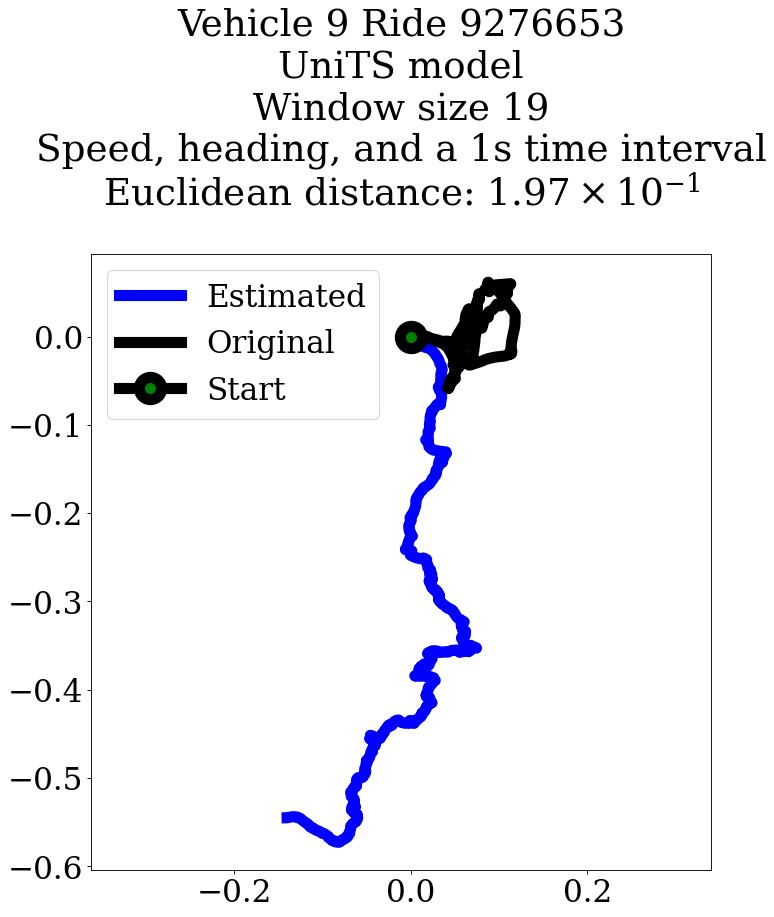 Vehicle 9 Ride 9276653
UniTS model
Window size 19
Speed, heading, and a 1s time interval
Euclidean distance: 1.97 × 10⁻¹
Estimated
Original
Start
0.0
−0.1
−0.2
−0.3
−0.4
−0.5
−0.6
−0.2 0.0 0.2